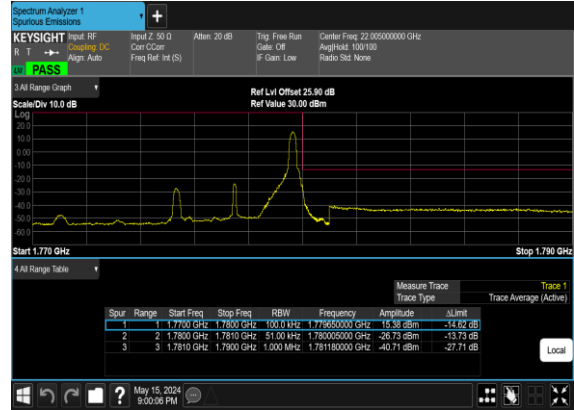 Spectrum Analyzer 1
Spurious Emissions
KEYSIGHT Input: RF Input Z: 50 Ω Atten: 20 dB Trig: Free Run Center Freq: 22.005000000 GHz
R T Coupling: DC Corr CCorr Gate: Off Avg|Hold: 100/100
Align: Auto Freq Ref: Int (S) IF Gain: Low Radio Std: None
PASS
3 All Range Graph
Ref Lvl Offset 25.90 dB
Scale/Div 10.0 dB Ref Value 30.00 dBm
Log
20.0
10.0
0.00
-10.0
-20.0
-30.0
-40.0
-50.0
-60.0
Start 1.770 GHz Stop 1.790 GHz
4 All Range Table
Measure Trace Trace 1
Trace Type Trace Average (Active)
Spur Range Start Freq Stop Freq RBW Frequency Amplitude ΔLimit
1 1 1.7700 GHz 1.7800 GHz 100.0 kHz 1.779650000 GHz 15.38 dBm -14.62 dB
2 2 1.7800 GHz 1.7810 GHz 51.00 kHz 1.780005000 GHz -26.73 dBm -13.73 dB
3 3 1.7810 GHz 1.7900 GHz 1.000 MHz 1.781180000 GHz -40.71 dBm -27.71 dB
Local
May 15, 2024
9:00:06 PM